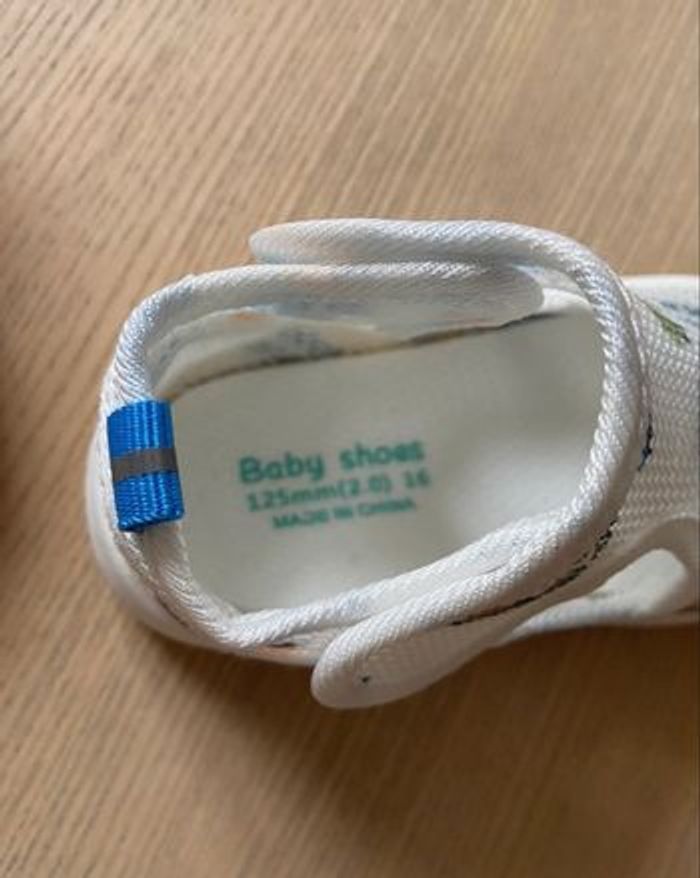 Baby shoes
125mm(2.0) 16
MADE IN CHINA